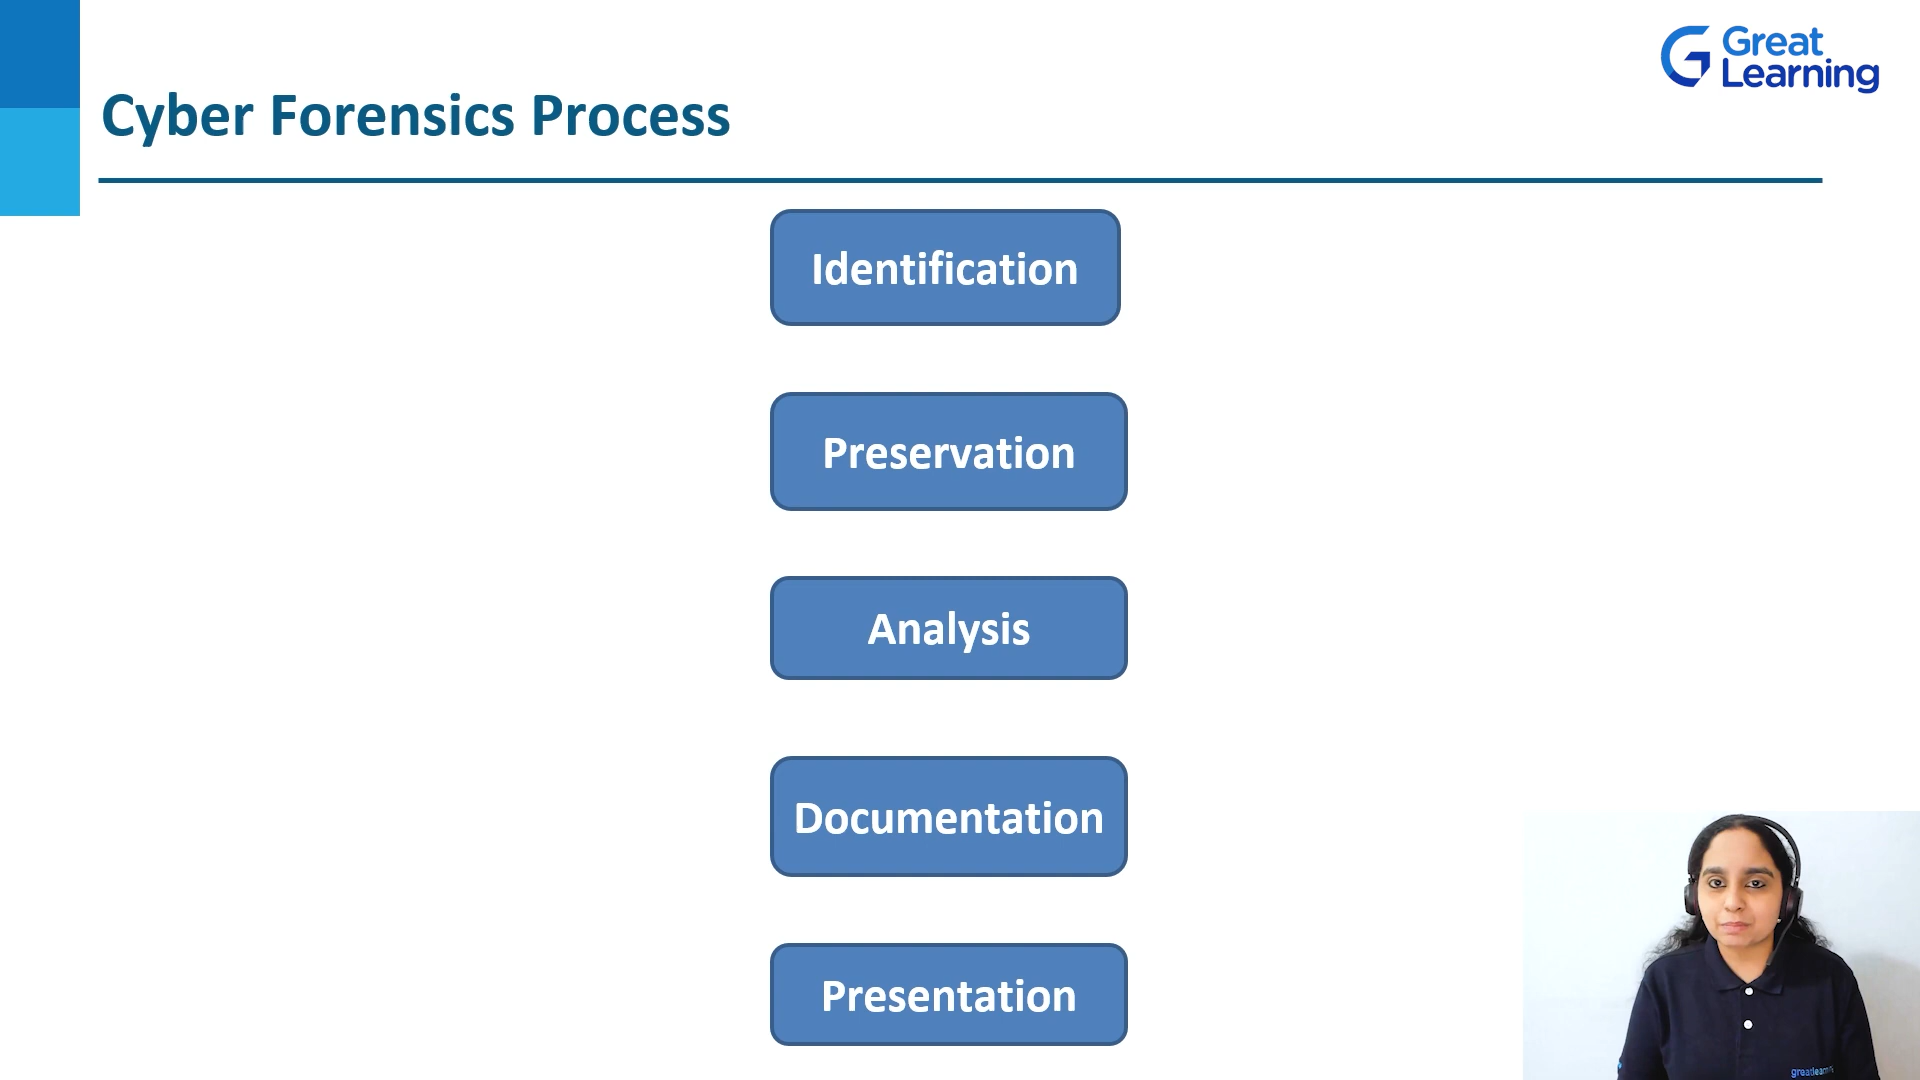 Great
Learning
Cyber Forensics Process
Identification
Preservation
Analysis
Documentation
Presentation